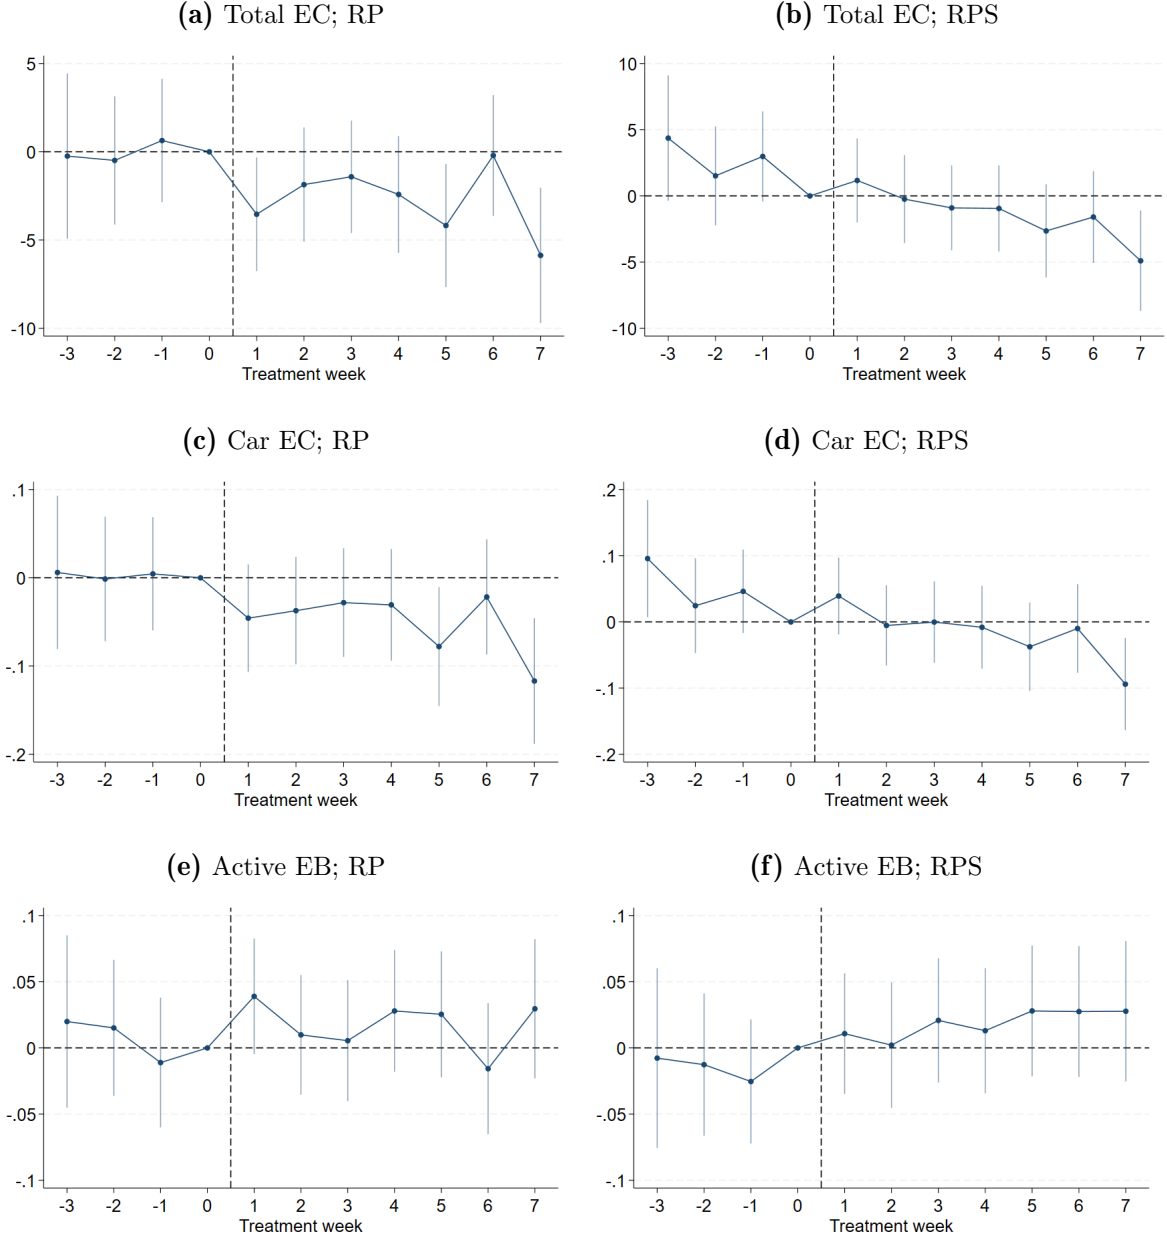 (a) Total EC; RP
5
0
-5
-10
-3 -2 -1 0 1 2 3 4 5 6 7
Treatment week
(b) Total EC; RPS
10
5
0
-5
-10
-3 -2 -1 0 1 2 3 4 5 6 7
Treatment week
(c) Car EC; RP
.1
0
-.1
-.2
-3 -2 -1 0 1 2 3 4 5 6 7
Treatment week
(d) Car EC; RPS
.2
.1
0
-.1
-.2
-3 -2 -1 0 1 2 3 4 5 6 7
Treatment week
(e) Active EB; RP
.1
.05
0
-.05
-.1
-3 -2 -1 0 1 2 3 4 5 6 7
Treatment week
(f) Active EB; RPS
.1
.05
0
-.05
-.1
-3 -2 -1 0 1 2 3 4 5 6 7
Treatment week